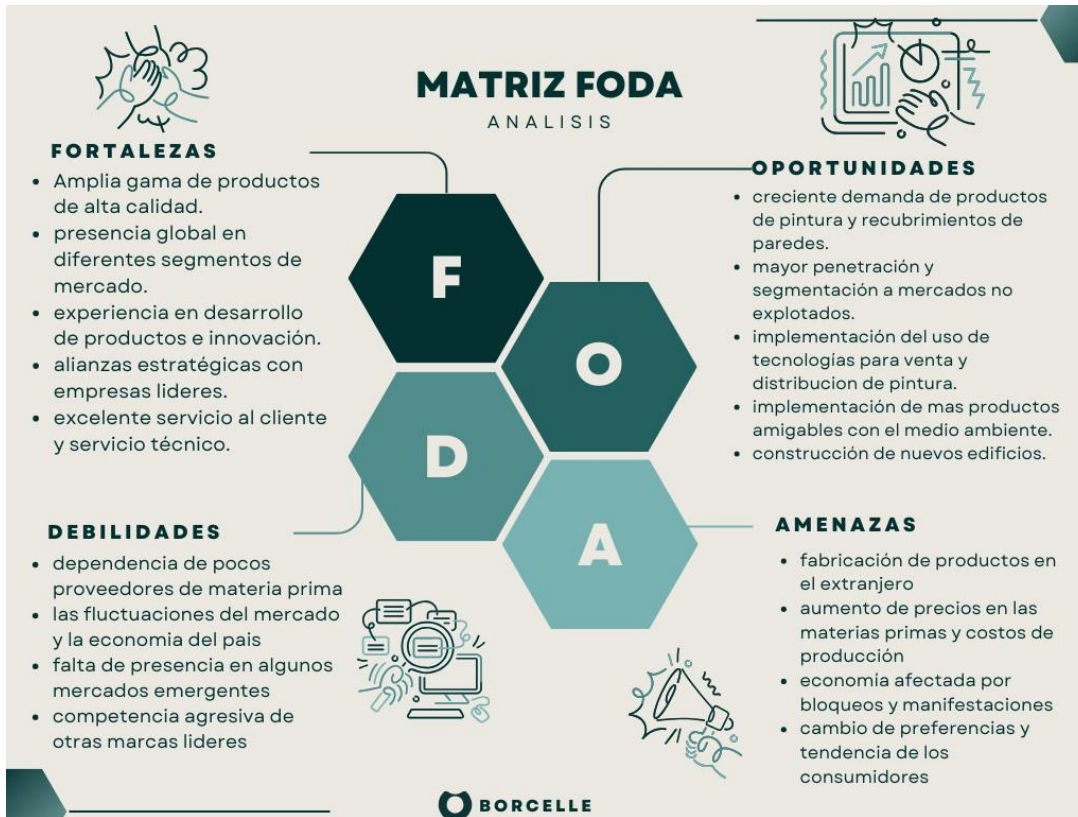 MATRIZ FODA
ANALISIS
FORTALEZAS
• Amplia gama de productos
de alta calidad.
• presencia global en
diferentes segmentos de
mercado.
• experiencia en desarrollo
de productos e innovación.
• alianzas estratégicas con
empresas lideres.
• excelente servicio al cliente
y servicio técnico.
OPORTUNIDADES
• creciente demanda de productos
de pintura y recubrimientos de
paredes.
• mayor penetración y
segmentación a mercados no
explotados.
• implementación del uso de
tecnologías para venta y
distribucion de pintura.
• implementación de mas productos
amigables con el medio ambiente.
• construcción de nuevos edificios.
F
O
D
A
DEBILIDADES
• dependencia de pocos
proveedores de materia prima
• las fluctuaciones del mercado
y la economia del pais
• falta de presencia en algunos
mercados emergentes
• competencia agresiva de
otras marcas lideres
AMENAZAS
• fabricación de productos en
el extranjero
• aumento de precios en las
materias primas y costos de
producción
• economía afectada por
bloqueos y manifestaciones
• cambio de preferencias y
tendencia de los
consumidores
BORCELLE